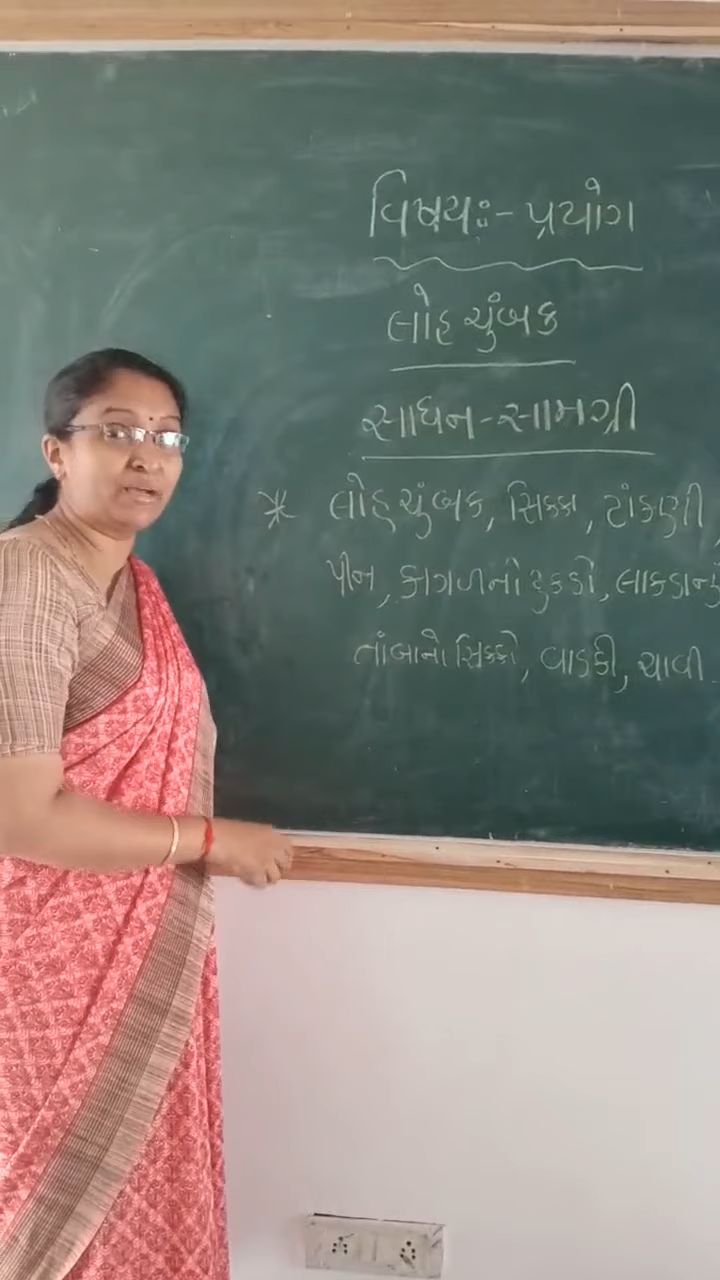 વિષયઃ- પ્રયોગ
લોહચુંબક
સાધન-સામગ્રી
* લોહચુંબક, સિક્કા, ટાંકણી,
પીન, કાગળનો ટુકડો, લાકડાનું
તાંબાનો સિક્કો, વાડકી, ચાવી.